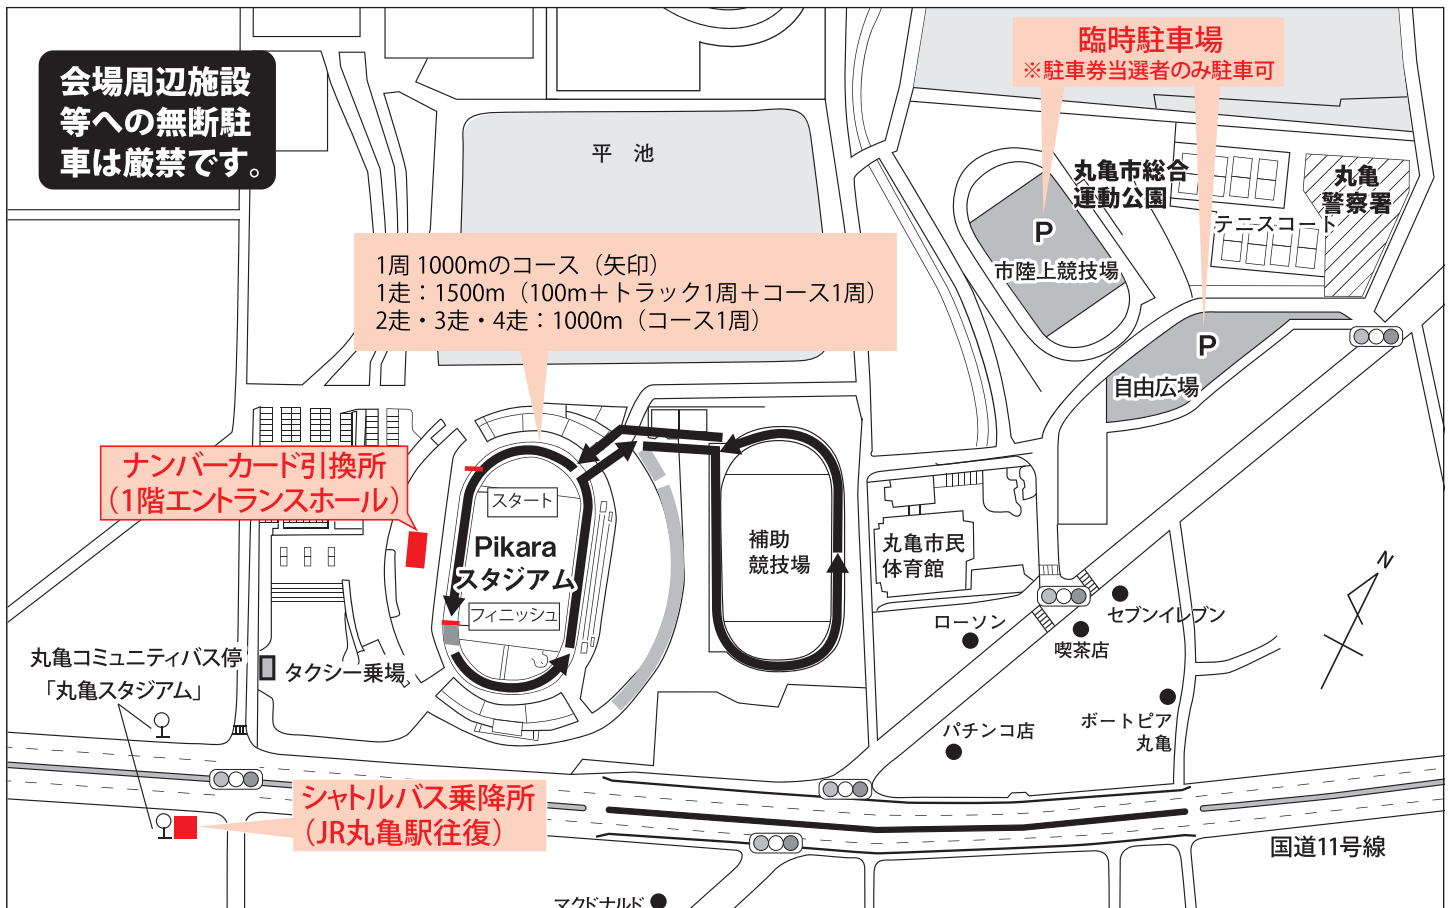 会場周辺施設
等への無断駐
車は厳禁です。
臨時駐車場
※駐車券当選者のみ駐車可
平 池
丸亀市総合
運動公園
丸亀
警察署
テニスコート
P
市陸上競技場
P
自由広場
1周 1000mのコース（矢印）
1走：1500m（100m＋トラック1周＋コース1周）
2走・3走・4走：1000m（コース1周）
ナンバーカード引換所
（1階エントランスホール）
スタート
Pikara
スタジアム
フィニッシュ
補助
競技場
丸亀市民
体育館
N
セブンイレブン
ローソン
喫茶店
ボートピア
丸亀
パチンコ店
丸亀コミュニティバス停
「丸亀スタジアム」
タクシー乗場
シャトルバス乗降所
（JR丸亀駅往復）
国道11号線
マクドナルド